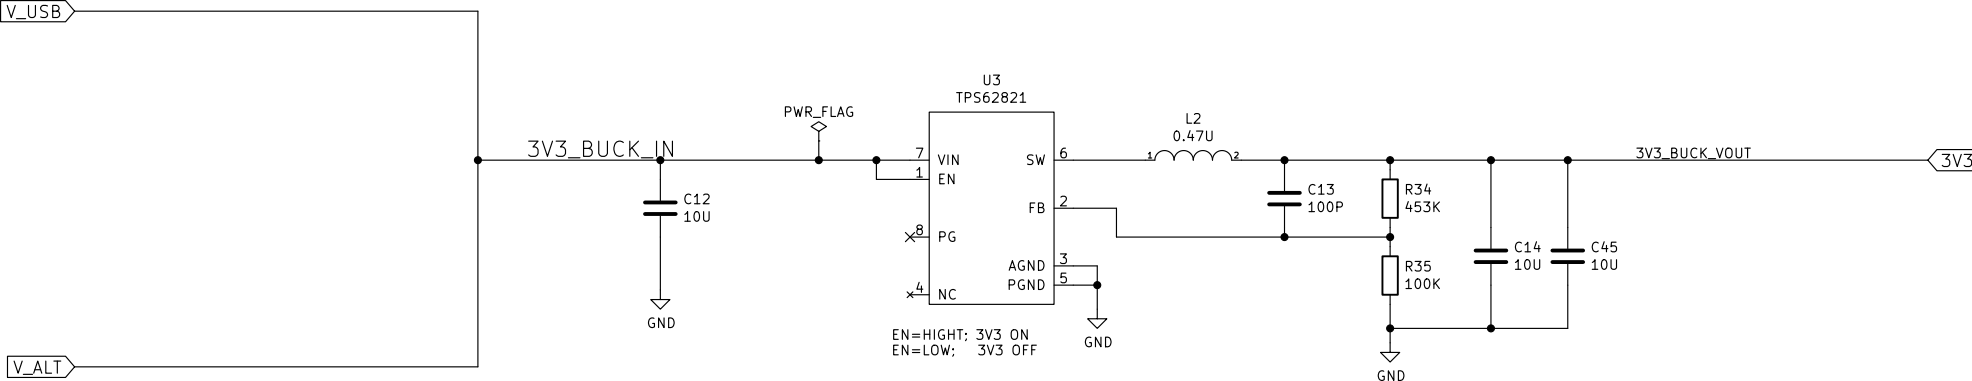 V_USB
U3
TPS62821
PWR_FLAG
L2
0.47U
3V3_BUCK_IN
7
VIN
SW
6
1
2
3V3_BUCK_VOUT
3V3
1
EN
C12
10U
C13
100P
R34
453K
FB
2
8
PG
C14
10U
C45
10U
AGND
3
R35
100K
PGND
5
4
NC
GND
EN=HIGHT; 3V3 ON
EN=LOW; 3V3 OFF
GND
V_ALT
GND